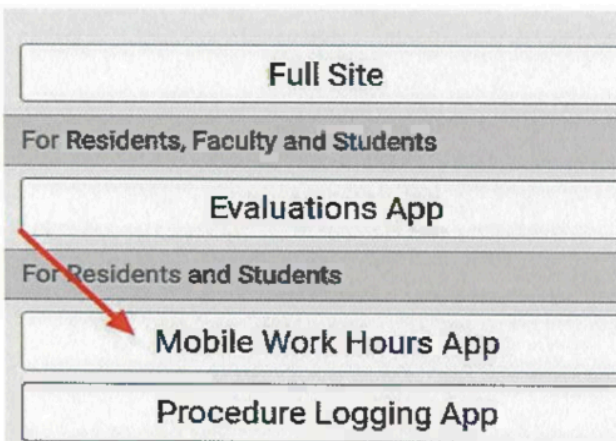 Full Site
For Residents, Faculty and Students
Evaluations App
For Residents and Students
Mobile Work Hours App
Procedure Logging App